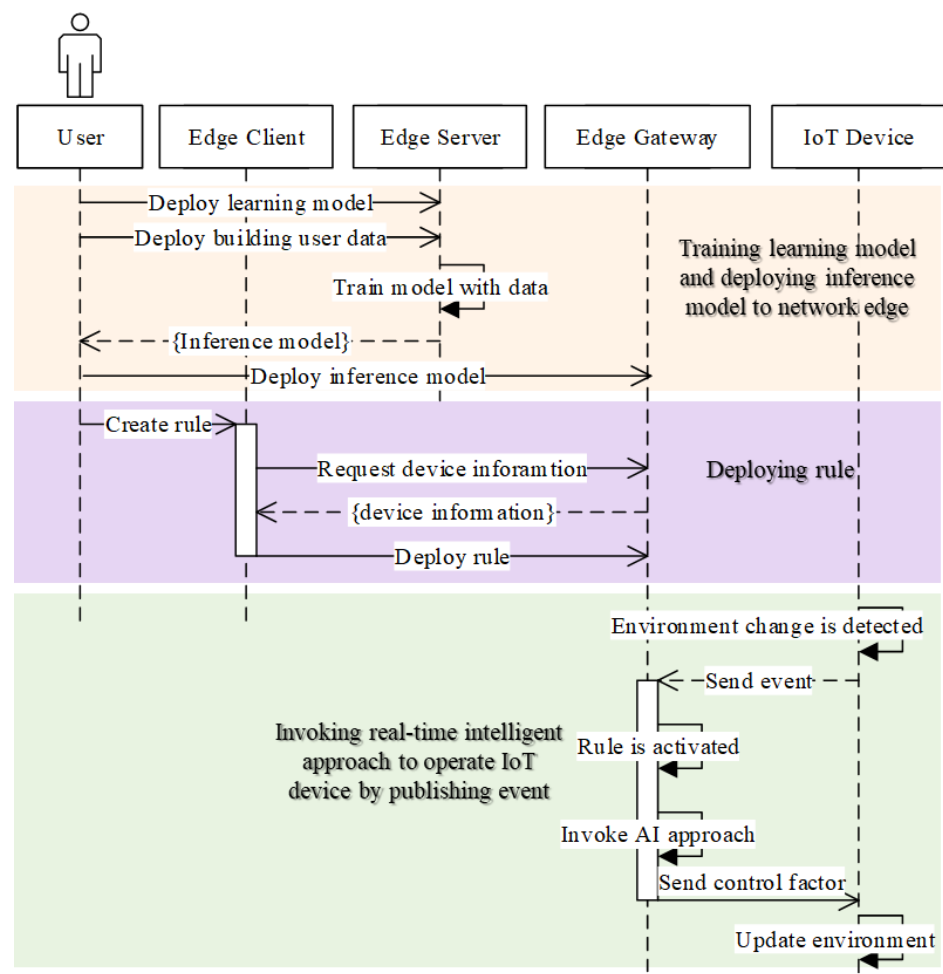 User
Edge Client
Edge Server
Edge Gateway
IoT Device
Deploy learning model
Deploy building user data
Train model with data
{Inference model}
Deploy inference model
Training learning model
and deploying inference
model to network edge
Create rule
Request device inforamtion
{device information}
Deploy rule
Deploying rule
Environment change is detected
Send event
Rule is activated
Invoke AI approach
Send control factor
Update environment
Invoking real-time intelligent
approach to operate IoT
device by publishing event